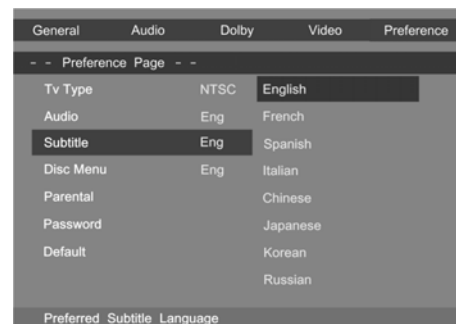 General Audio Dolby Video Preference
- - Preference Page - -
Tv Type NTSC English
Audio Eng French
Subtitle Eng Spanish
Disc Menu Eng Italian
Parental Chinese
Password Japanese
Default Korean
Russian
Preferred Subtitle Language